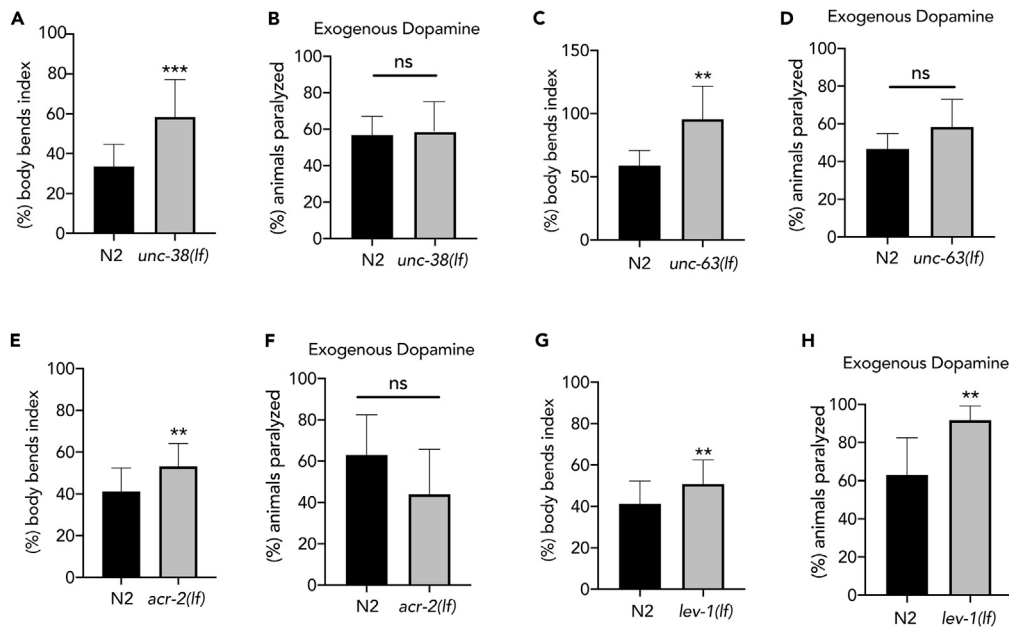 A
(%) body bends index
100
80
60
40
20
0
***
N2 unc-38(lf)
B
Exogenous Dopamine
(%) animals paralyzed
100
80
60
40
20
0
ns
N2 unc-38(lf)
C
(%) body bends index
150
100
50
0
**
N2 unc-63(lf)
D
Exogenous Dopamine
(%) animals paralyzed
100
80
60
40
20
0
ns
N2 unc-63(lf)
E
(%) body bends index
100
80
60
40
20
0
**
N2 acr-2(lf)
F
Exogenous Dopamine
(%) animals paralyzed
100
80
60
40
20
0
ns
N2 acr-2(lf)
G
(%) body bends index
100
80
60
40
20
0
**
N2 lev-1(lf)
H
Exogenous Dopamine
(%) animals paralyzed
100
80
60
40
20
0
**
N2 lev-1(lf)